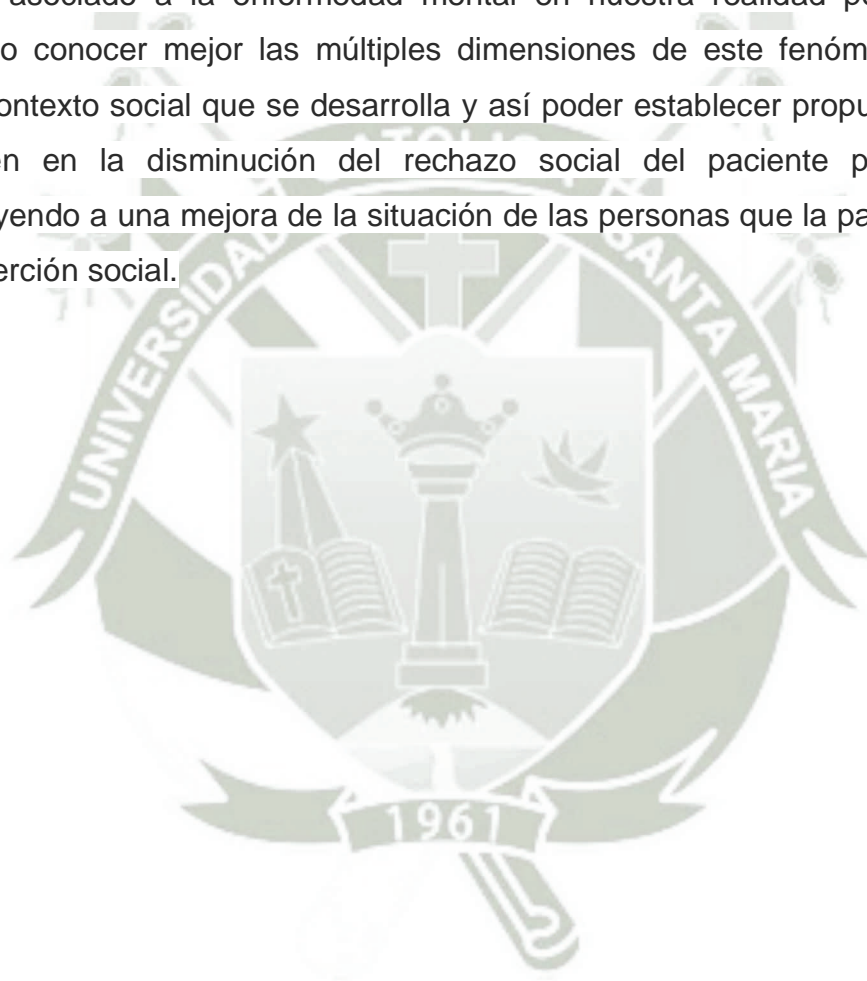 asociado a la enfermedad mental en nuestra realidad pe
o conocer mejor las múltiples dimensiones de este fenóm
ontexto social que se desarrolla y así poder establecer propu
en en la disminución del rechazo social del paciente p
yendo a una mejora de la situación de las personas que la pa
erción social.
UNIVERSIDAD
SANTA MARIA
1961